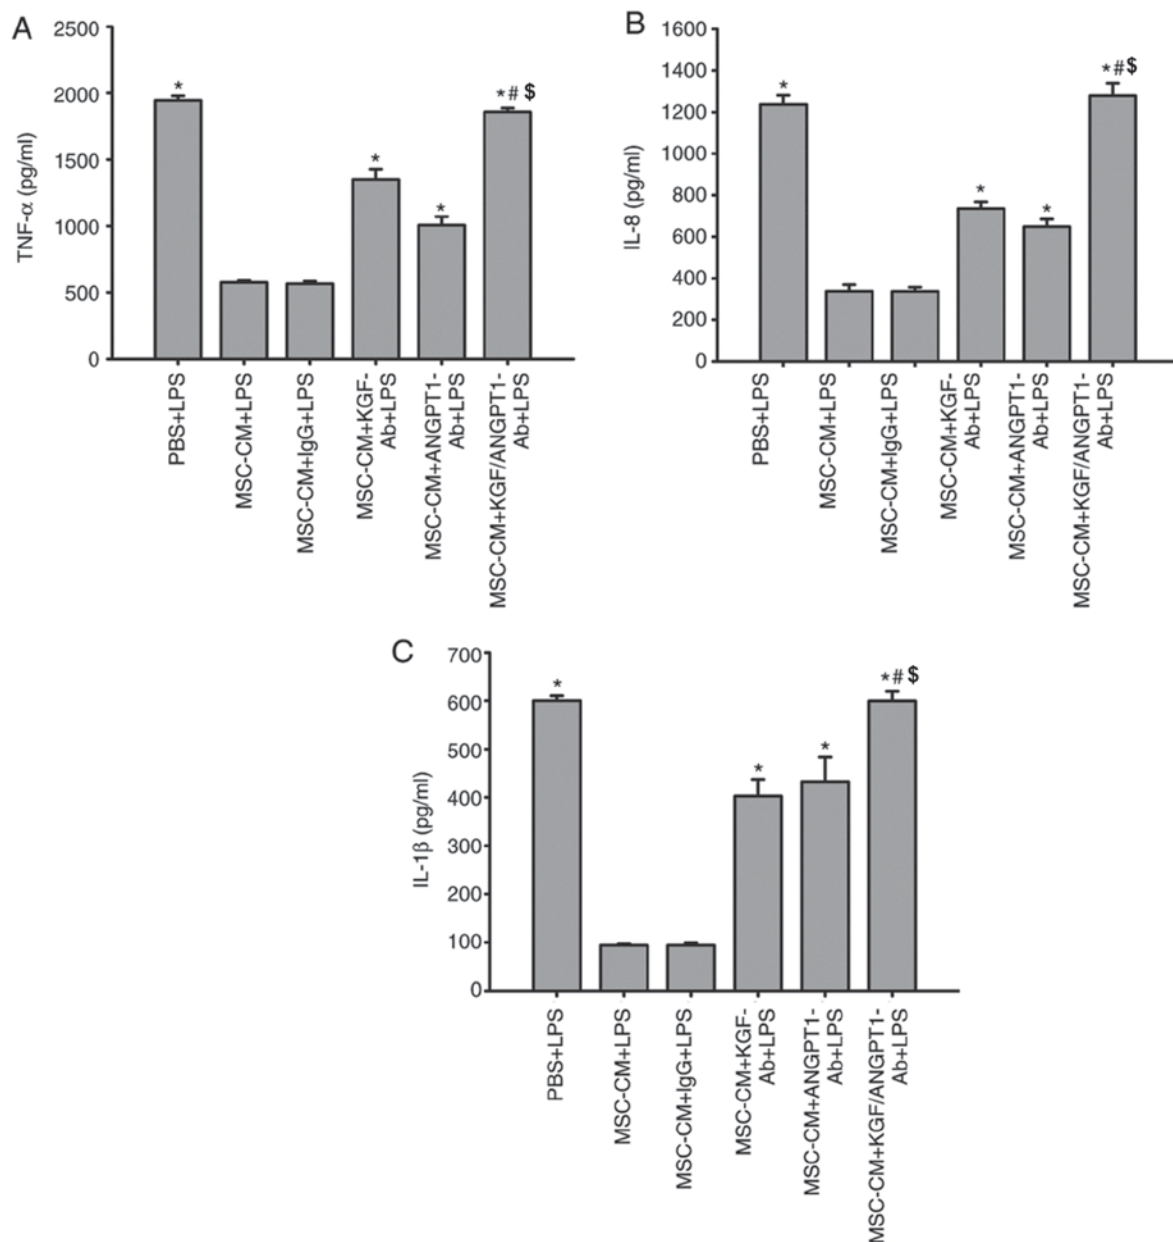 A
TNF-α (pg/ml)
2500
2000
1500
1000
500
0
*
*
*
*# $
PBS+LPS
MSC-CM+LPS
MSC-CM+IgG+LPS
MSC-CM+KGF-
Ab+LPS
MSC-CM+ANGPT1-
Ab+LPS
MSC-CM+KGF/ANGPT1-
Ab+LPS
B
IL-8 (pg/ml)
1600
1400
1200
1000
800
600
400
200
0
*
*
*
*#$
PBS+LPS
MSC-CM+LPS
MSC-CM+IgG+LPS
MSC-CM+KGF-
Ab+LPS
MSC-CM+ANGPT1-
Ab+LPS
MSC-CM+KGF/ANGPT1-
Ab+LPS
C
IL-1β (pg/ml)
700
600
500
400
300
200
100
0
*
*
*
*# $
PBS+LPS
MSC-CM+LPS
MSC-CM+IgG+LPS
MSC-CM+KGF-
Ab+LPS
MSC-CM+ANGPT1-
Ab+LPS
MSC-CM+KGF/ANGPT1-
Ab+LPS